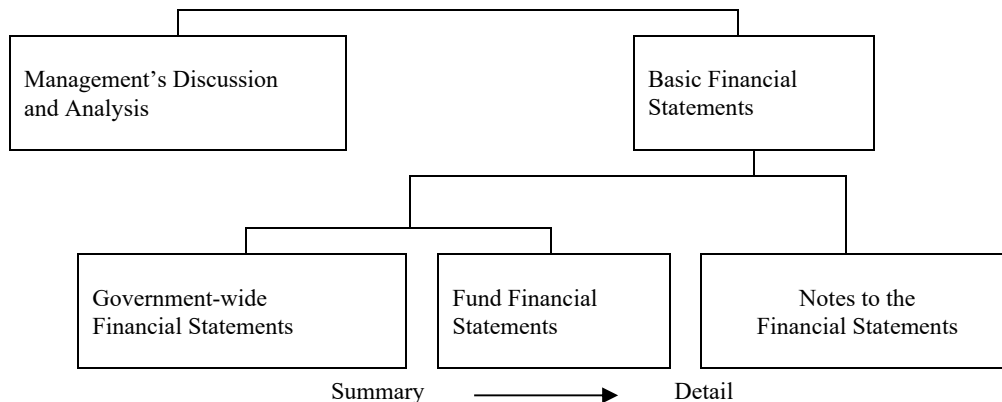 Management’s Discussion
and Analysis
Basic Financial
Statements
Government-wide
Financial Statements
Fund Financial
Statements
Notes to the
Financial Statements
Summary
Detail